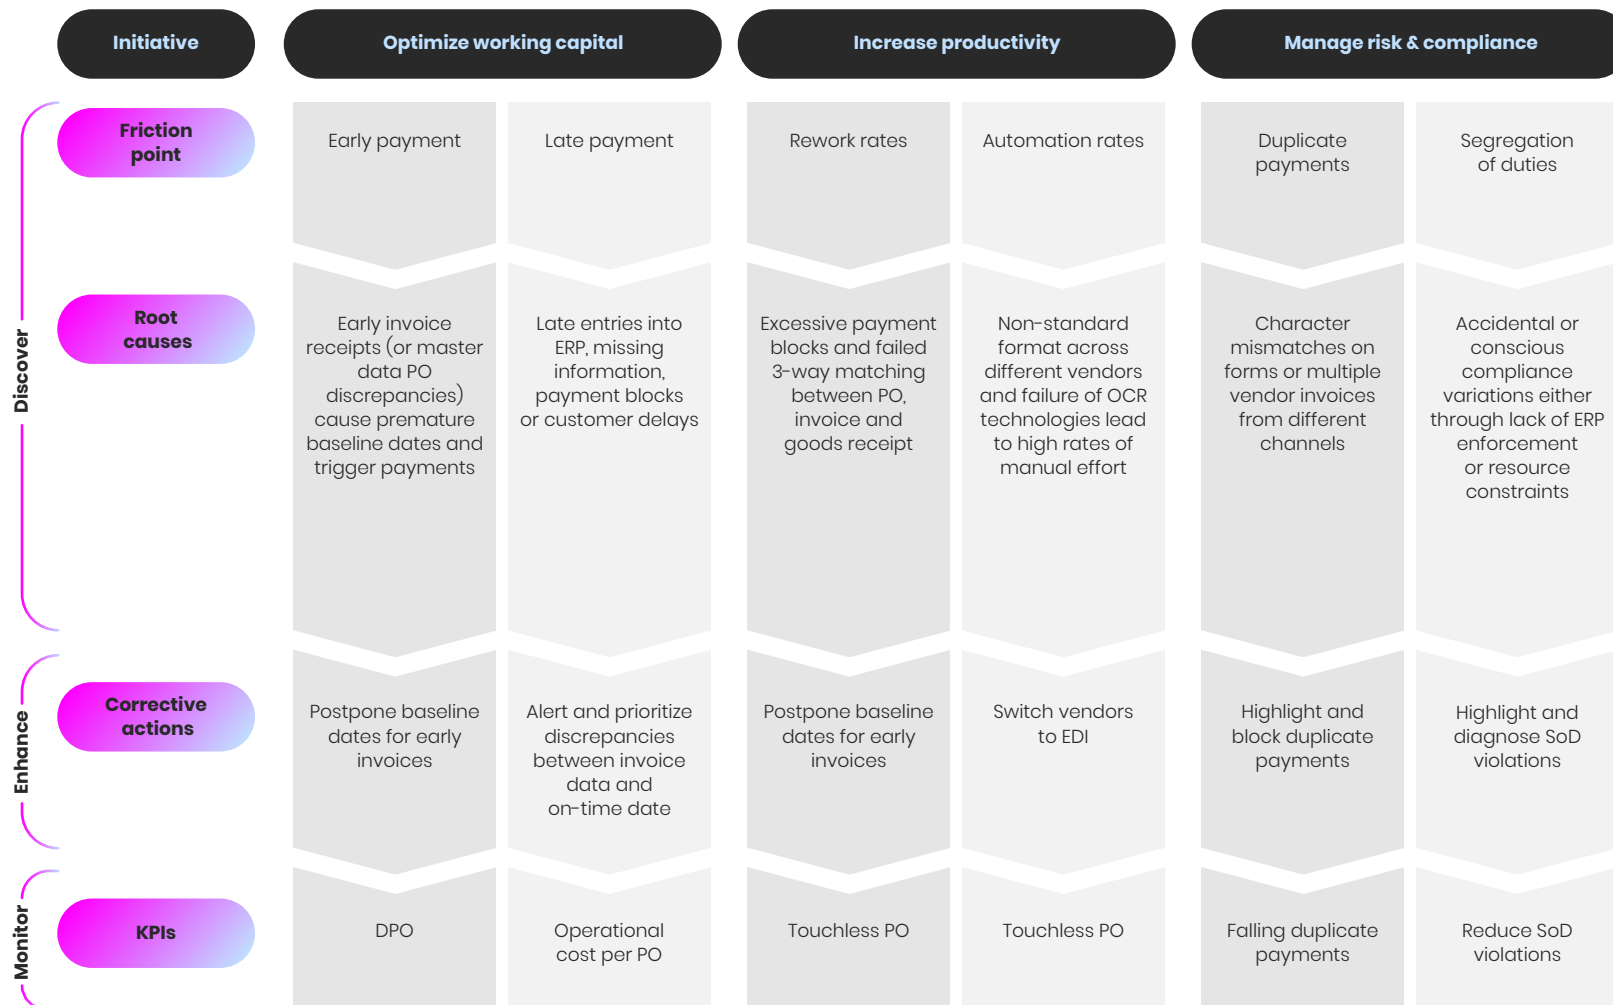 Initiative
Optimize working capital
Increase productivity
Manage risk & compliance
Discover
Friction
point
Early payment
Late payment
Rework rates
Automation rates
Duplicate
payments
Segregation
of duties
Root
causes
Early invoice
receipts (or master
data PO
discrepancies)
cause premature
baseline dates and
trigger payments
Late entries into
ERP, missing
information,
payment blocks
or customer delays
Excessive payment
blocks and failed
3-way matching
between PO,
invoice and
goods receipt
Non-standard
format across
different vendors
and failure of OCR
technologies lead
to high rates of
manual effort
Character
mismatches on
forms or multiple
vendor invoices
from different
channels
Accidental or
conscious
compliance
variations either
through lack of ERP
enforcement
or resource
constraints
Enhance
Corrective
actions
Postpone baseline
dates for early
invoices
Alert and prioritize
discrepancies
between invoice
data and
on-time date
Postpone baseline
dates for early
invoices
Switch vendors
to EDI
Highlight and
block duplicate
payments
Highlight and
diagnose SoD
violations
Monitor
KPIs
DPO
Operational
cost per PO
Touchless PO
Touchless PO
Falling duplicate
payments
Reduce SoD
violations